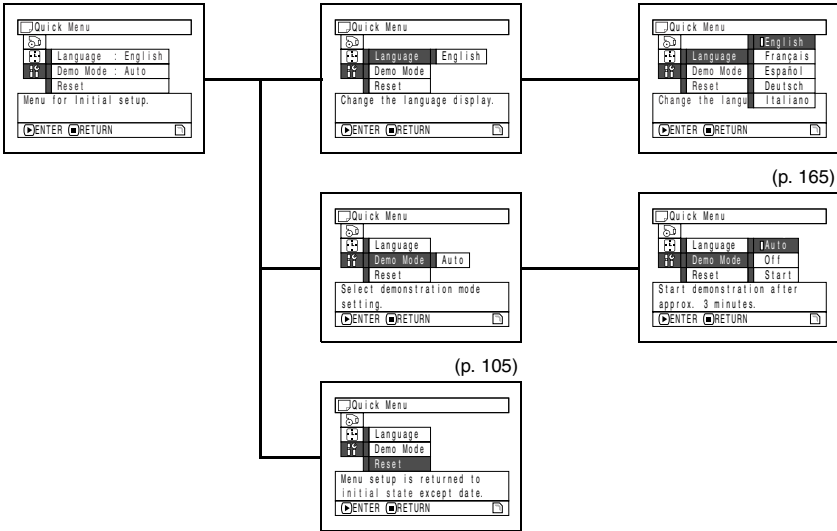 Quick Menu
Language : English
Demo Mode : Auto
Reset
Menu for Initial setup.
ENTER RETURN
Quick Menu
Language English
Demo Mode
Reset
Change the language display.
ENTER RETURN
Quick Menu
English
Language Français
Demo Mode Español
Reset Deutsch
Change the langu Italiano
ENTER RETURN
(p. 165)
Quick Menu
Language
Demo Mode Auto
Reset
Select demonstration mode
setting.
ENTER RETURN
Quick Menu
Language Auto
Demo Mode Off
Reset Start
Start demonstration after
approx. 3 minutes.
ENTER RETURN
(p. 105)
Quick Menu
Language
Demo Mode
Reset
Menu setup is returned to
initial state except date.
ENTER RETURN